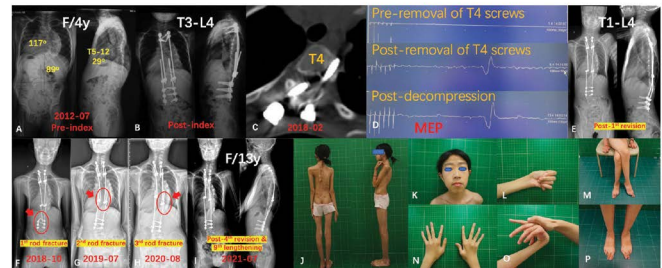 F/4y
117°
89°
T5-12
29°
2012-07
Pre-index
A
T3-L4
Post-index
B
T4
C
2018-02
Pre-removal of T4 screws
Post-removal of T4 screws
Post-decompression
D
MEP
T1-L4
E
Post-1st revision
1st rod fracture
F
2018-10
2nd rod fracture
G
2019-07
3rd rod fracture
H
2020-08
F/13y
Post-4th revision &
9th lengthening
I
2021-07
J
K
L
M
N
O
P